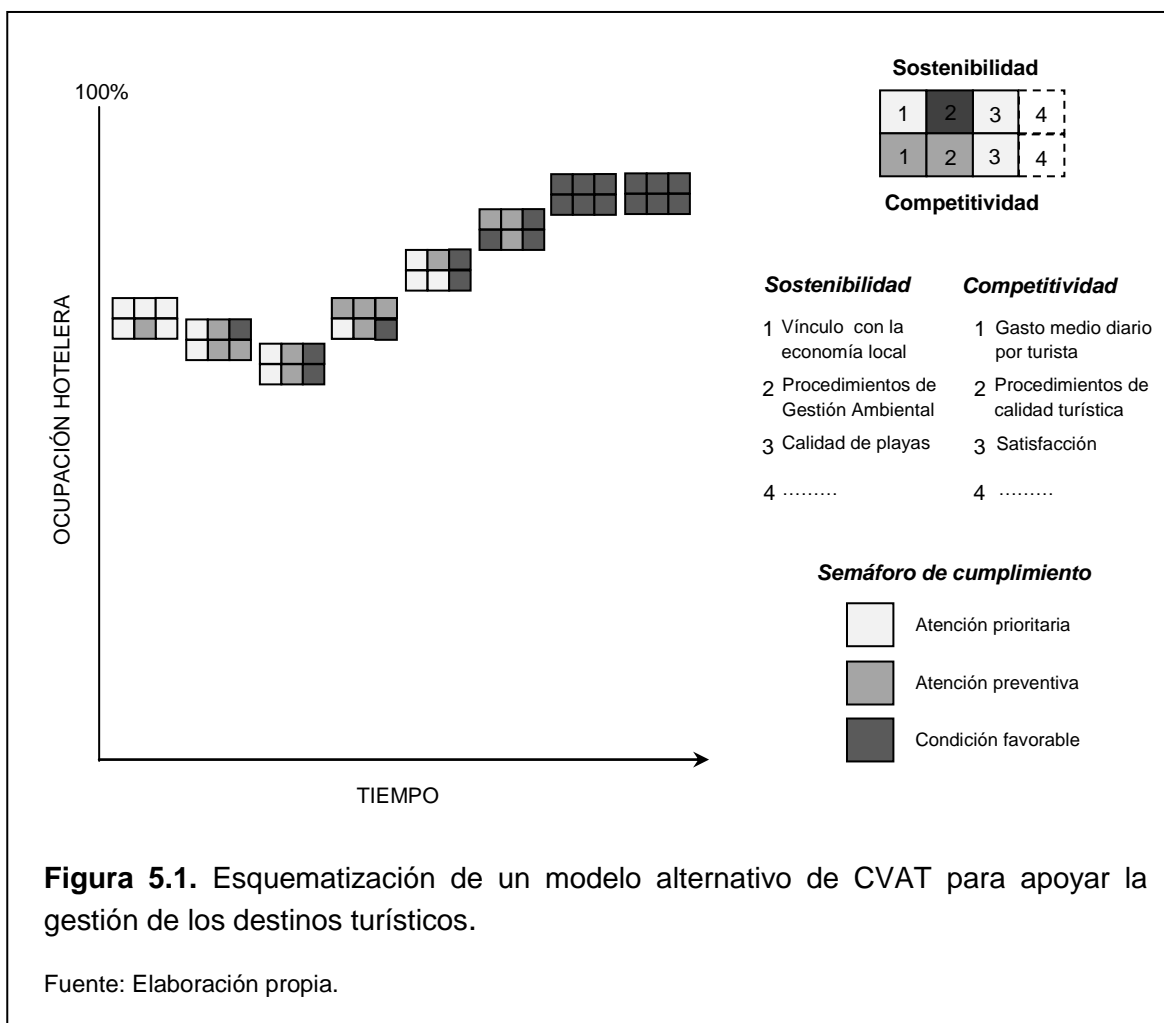 100%
OCUPACIÓN HOTELERA
TIEMPO
Sostenibilidad
1 2 3 4
1 2 3 4
Competitividad
Sostenibilidad
1 Vínculo con la
economía local
2 Procedimientos de
Gestión Ambiental
3 Calidad de playas
4 .........
Competitividad
1 Gasto medio diario
por turista
2 Procedimientos de
calidad turística
3 Satisfacción
4 .........
Semáforo de cumplimiento
Atención prioritaria
Atención preventiva
Condición favorable
Figura 5.1. Esquematización de un modelo alternativo de CVAT para apoyar la
gestión de los destinos turísticos.
Fuente: Elaboración propia.